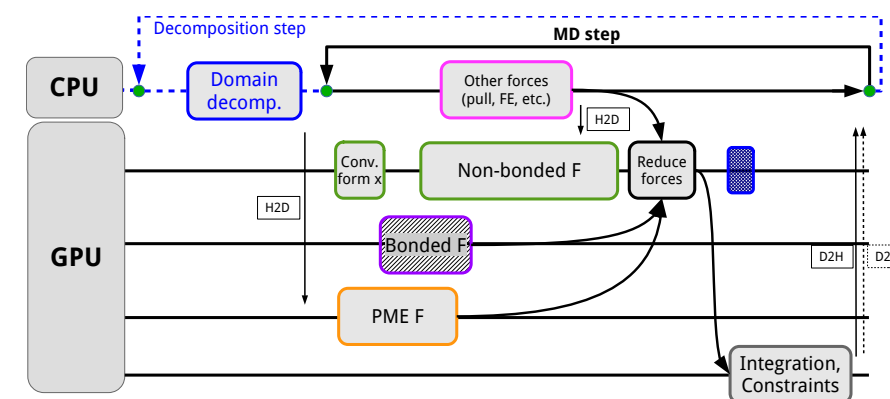 Decomposition step
MD step
CPU
Domain
decomp.
Other forces
(pull, FE, etc.)
H2D
Conv.
form x
Non-bonded F
Reduce
forces
H2D
GPU
Bonded F
D2H
D2
PME F
Integration,
Constraints